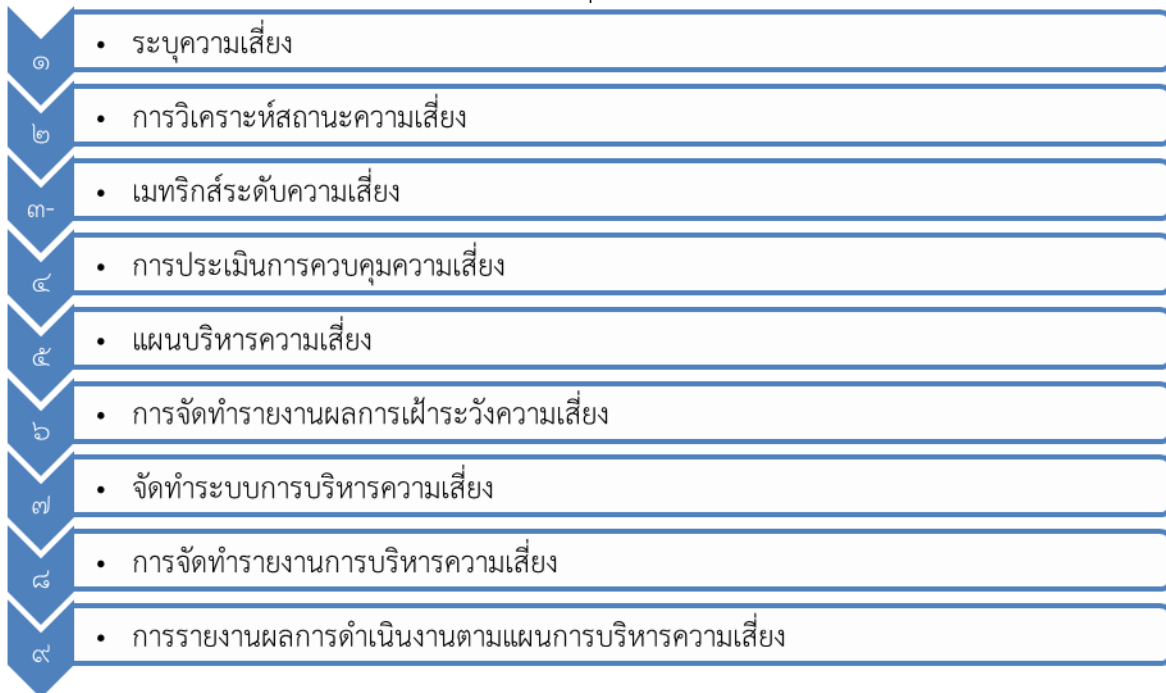 ๑ • ระบุความเสี่ยง
๒ • การวิเคราะห์สถานะความเสี่ยง
๓- • เมทริกส์ระดับความเสี่ยง
๔ • การประเมินการควบคุมความเสี่ยง
๕ • แผนบริหารความเสี่ยง
๖ • การจัดทำรายงานผลการเฝ้าระวังความเสี่ยง
๗ • จัดทำระบบการบริหารความเสี่ยง
๘ • การจัดทำรายงานการบริหารความเสี่ยง
๙ • การรายงานผลการดำเนินงานตามแผนการบริหารความเสี่ยง